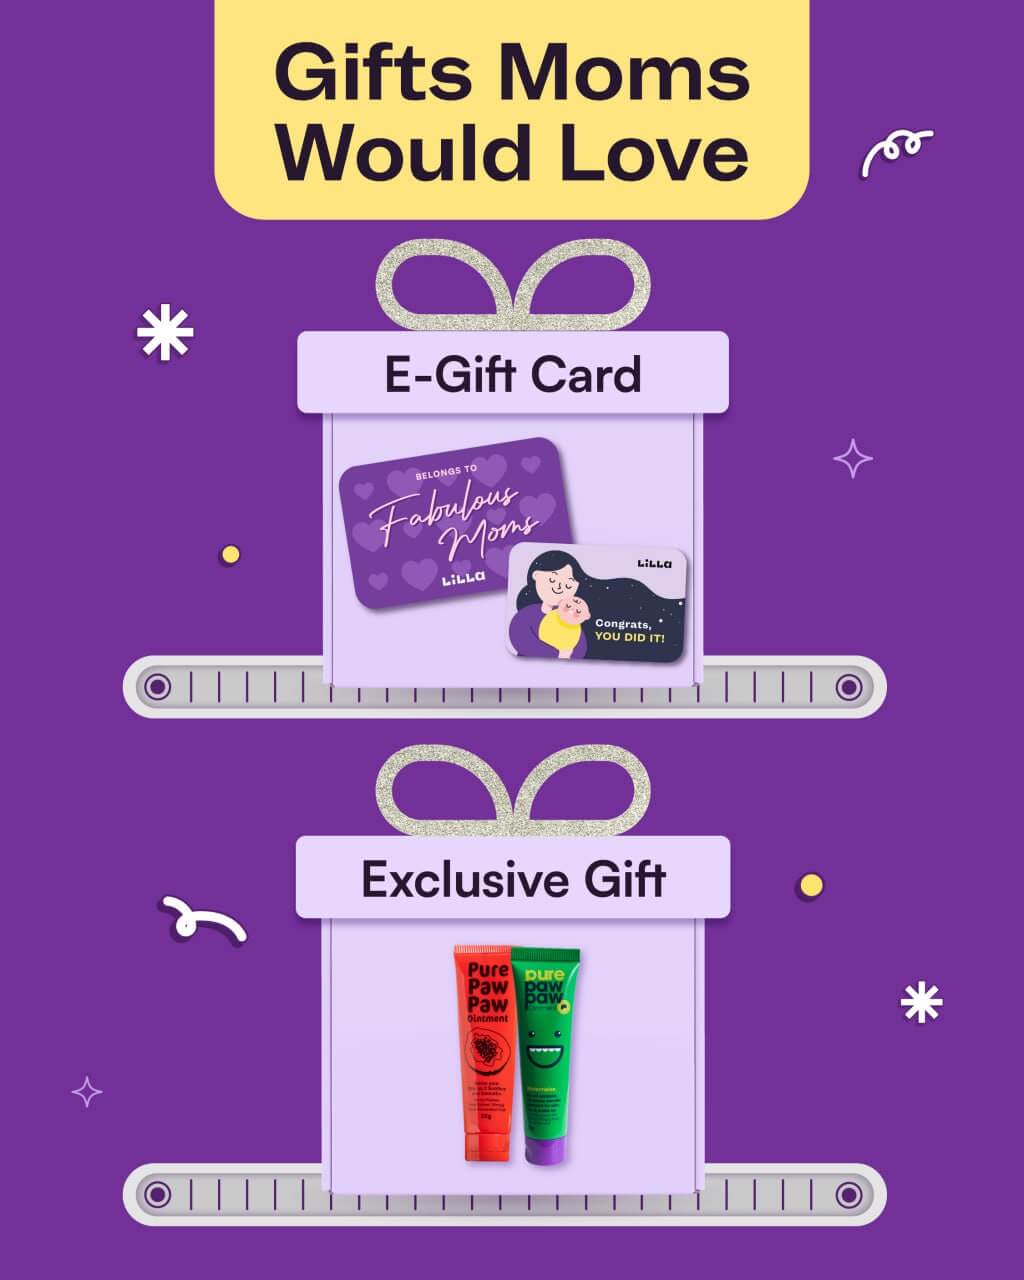 Gifts Moms
Would Love
E-Gift Card
BELONGS TO
Fabulous
Moms
LiLLa
LiLLa
Congrats,
YOU DID IT!
Exclusive Gift
Pure
Paw
Paw
Ointment
25g
pure
paw
paw